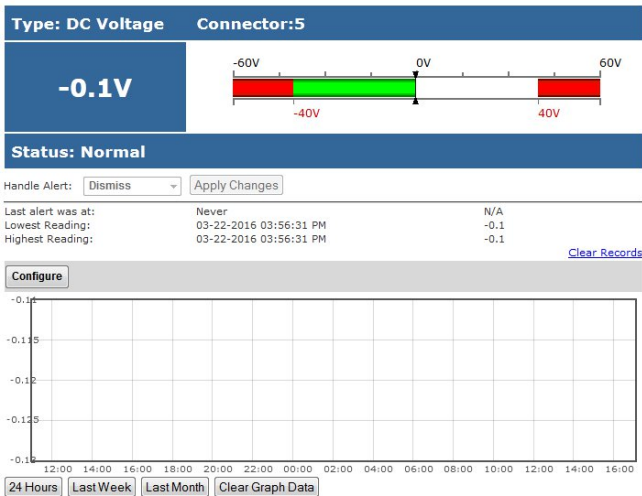 Type: DC Voltage Connector:5
-60V 0V 60V
-0.1V
-40V 40V
Status: Normal
Handle Alert: Dismiss Apply Changes
Last alert was at: Never N/A
Lowest Reading: 03-22-2016 03:56:31 PM -0.1
Highest Reading: 03-22-2016 03:56:31 PM -0.1
Clear Records
Configure
-0.11
-0.115
-0.12
-0.125
-0.13
12:00 14:00 16:00 18:00 20:00 22:00 00:00 02:00 04:00 06:00 08:00 10:00 12:00 14:00 16:00
24 Hours Last Week Last Month Clear Graph Data